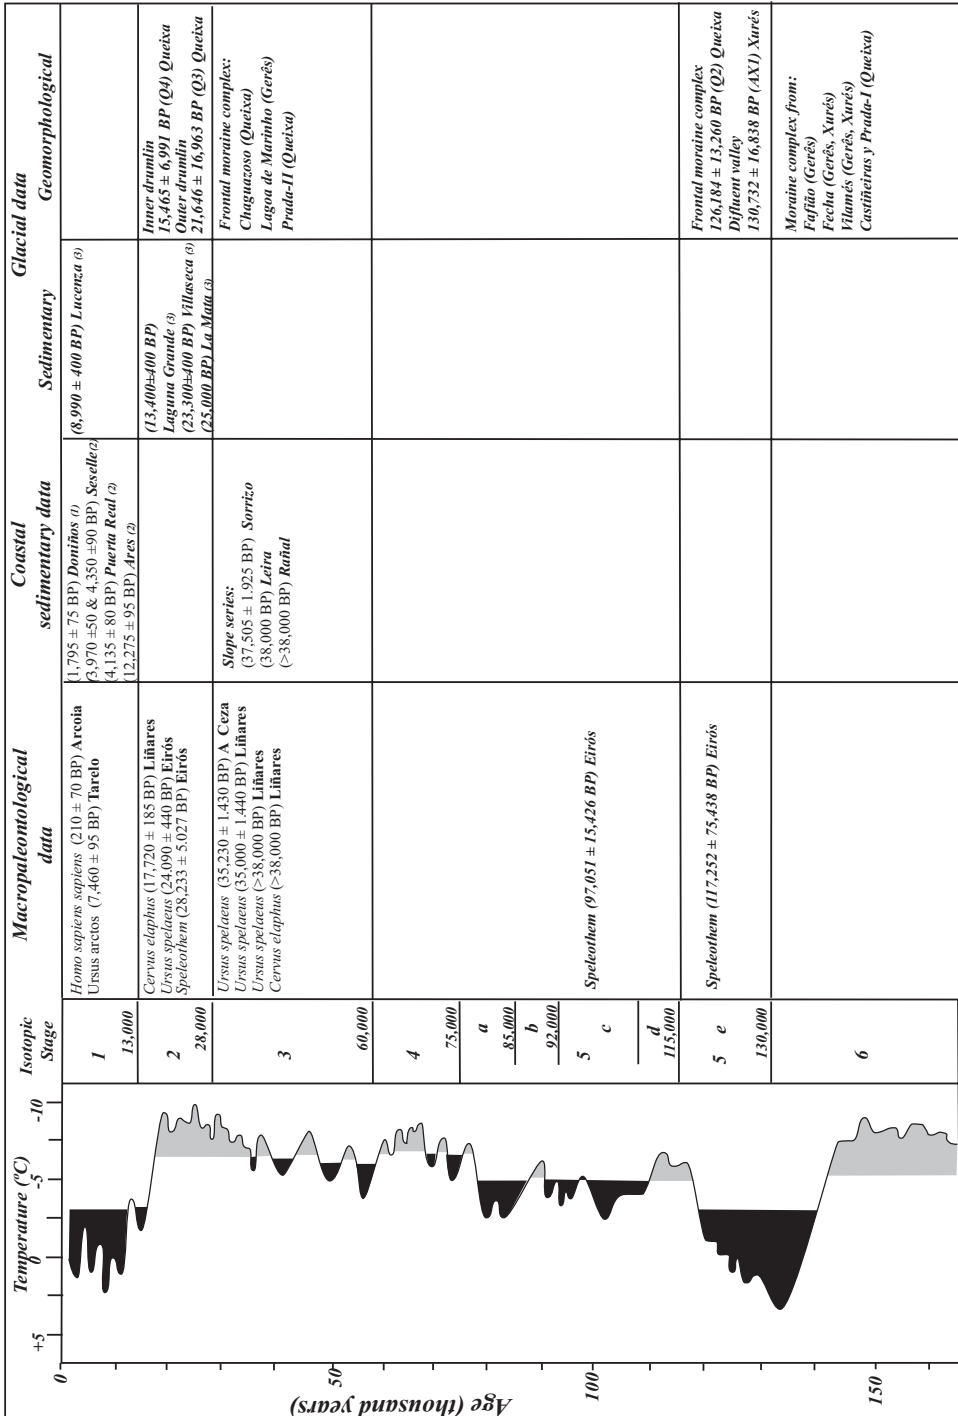 Temperature (ºC)
+5
0
-5
-10
Isotopic
Stage
Macropaleontological
data
Coastal
sedimentary data
Glacial data
Sedimentary
Geomorphological
Age (thousand years)
0
50
100
150
1
13,000
Homo sapiens sapiens (210 ± 70 BP) Arcoia
Ursus arctos (7,460 ± 95 BP) Tarelo
(1,795 ± 75 BP) Doniños (1)
(3,970 ±50 & 4,350 ±90 BP) Seselle(2)
(4,135 ± 80 BP) Puerta Real (2)
(12,275 ± 95 BP) Ares (2)
(8,990 ± 400 BP) Lucenza (3)
2
28,000
Cervus elaphus (17,720 ± 185 BP) Liñares
Ursus spelaeus (24.090 ± 440 BP) Eirós
Speleothem (28,233 ± 5.027 BP) Eirós
(13,400±400 BP)
Laguna Grande (3)
(23,300±400 BP) Villaseca (3)
(25,000 BP) La Mata (3)
Inner drumlin
15,465 ± 6,991 BP (Q4) Queixa
Outer drumlin
21,646 ± 16,963 BP (Q3) Queixa
3
60,000
Ursus spelaeus (35,230 ± 1.430 BP) A Ceza
Ursus spelaeus (35,000 ± 1.440 BP) Liñares
Ursus spelaeus (>38,000 BP) Liñares
Cervus elaphus (>38,000 BP) Liñares
Slope series:
(37,505 ± 1.925 BP) Sorrizo
(38,000 BP) Leira
(>38,000 BP) Rañal
Frontal moraine complex:
Chaguazoso (Queixa)
Lagoa de Marinho (Gerês)
Prada-II (Queixa)
4
75,000
a
85,000
b
92,000
5 c
d
115,000
Speleothem (97,051 ± 15,426 BP) Eirós
5 e
130,000
Speleothem (117,252 ± 75,438 BP) Eirós
Frontal moraine complex
126,184 ± 13,260 BP (Q2) Queixa
Difluent valley
130,732 ± 16,838 BP (AX1) Xurés
6
Moraine complex from:
Fafião (Gerês)
Fecha (Gerês, Xurés)
Vilamés (Gerês, Xurés)
Castiñeiras y Prada-I (Queixa)